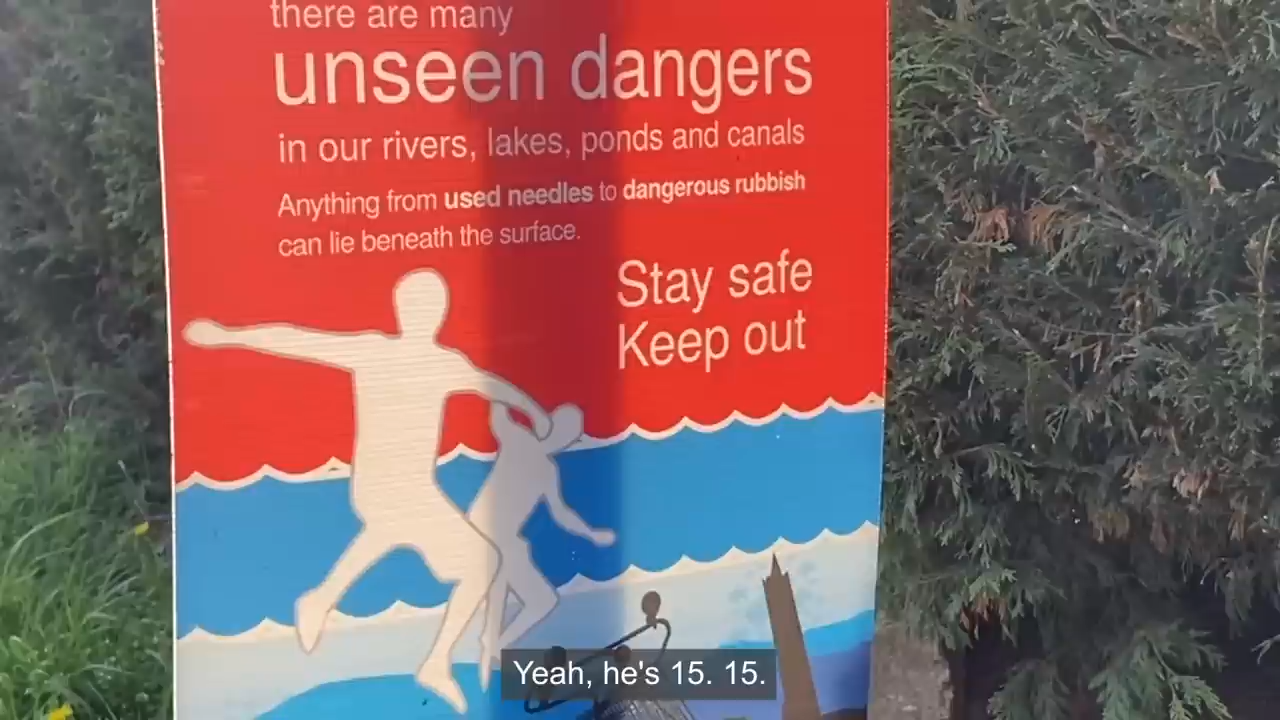 there are many
unseen dangers
in our rivers, lakes, ponds and canals
Anything from used needles to dangerous rubbish
can lie beneath the surface.
Stay safe
Keep out
Yeah, he's 15. 15.